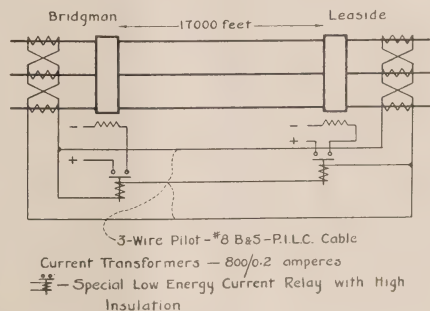 Bridgman
17000 feet
Leaside
-
+
-
+
3-Wire Pilot - #8 B&S - P.I.L.C. Cable
Current Transformers — 800/0.2 amperes
— Special Low Energy Current Relay with High
Insulation